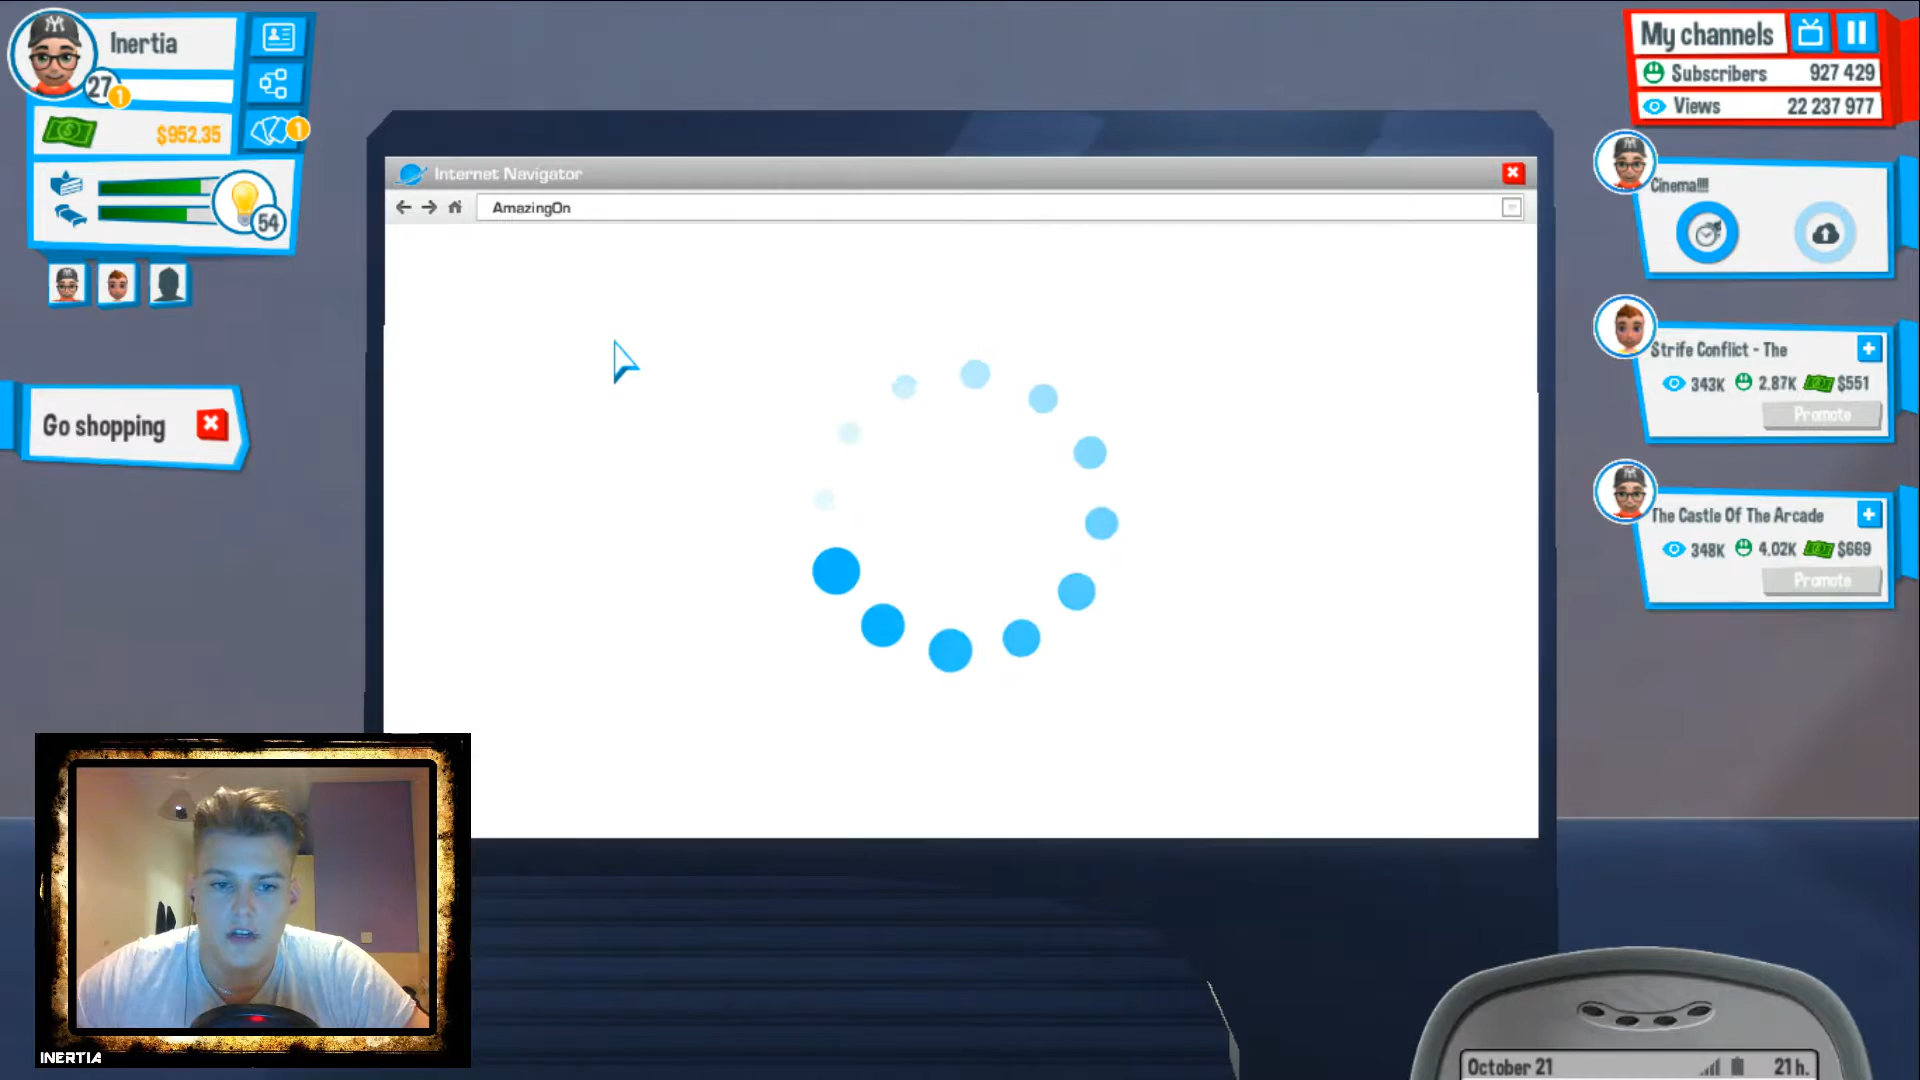 Inertia
27
1
$952.35
1
54
Go shopping
Internet Navigator
AmazingOn
My channels
Subscribers 927 429
Views 22 237 977
Cinema!!!!
Strife Conflict - The
343K 2.87K $551
Promote
The Castle Of The Arcade
348K 4.02K $669
Promote
INERTIA
October 21 21 h.